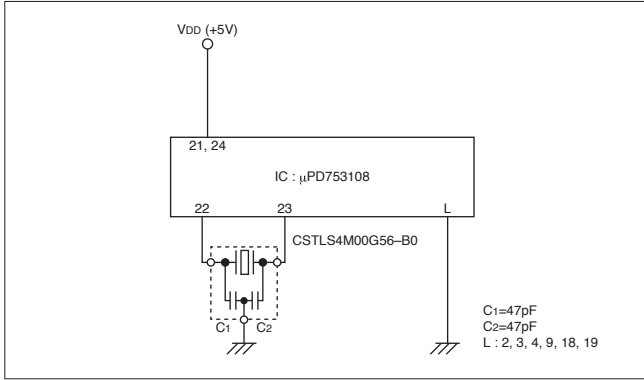 VDD (+5V)
21, 24
IC : μPD753108
22 23 L
CSTLS4M00G56–B0
C1 C2
C1=47pF
C2=47pF
L : 2, 3, 4, 9, 18, 19